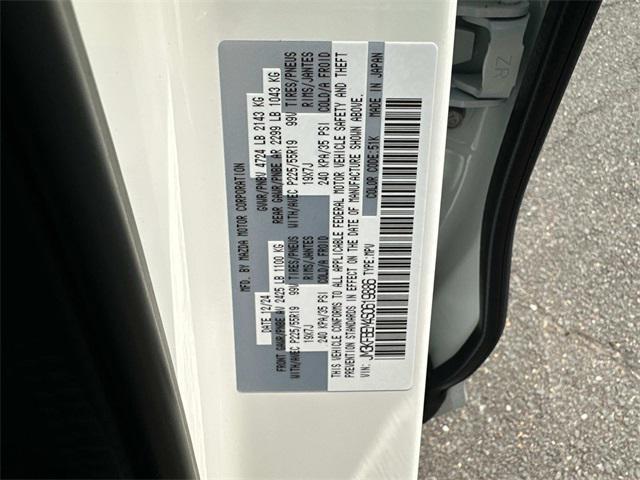 MFD. BY MAZDA MOTOR CORPORATION
DATE 12/24 GVWR/PNBV 4724 LB 2143 KG
FRONT GAWR/PNBE AV 2425 LB 1100 KG REAR GAWR/PNBE AR 2299 LB 1043 KG
WITH/AVEC P225/55R19 99V TIRES/PNEUS WITH/AVEC P225/55R19 99V TIRES/PNEUS
19X7J RIMS/JANTES 19X7J RIMS/JANTES
240 KPA/35 PSI COLD/A FROID 240 KPA/35 PSI COLD/A FROID
THIS VEHICLE CONFORMS TO ALL APPLICABLE FEDERAL MOTOR VEHICLE SAFETY AND THEFT
PREVENTION STANDARDS IN EFFECT ON THE DATE OF MANUFACTURE SHOWN ABOVE.
COLOR CODE:51K MADE IN JAPAN
VIN: TYPE:MPV
ZR